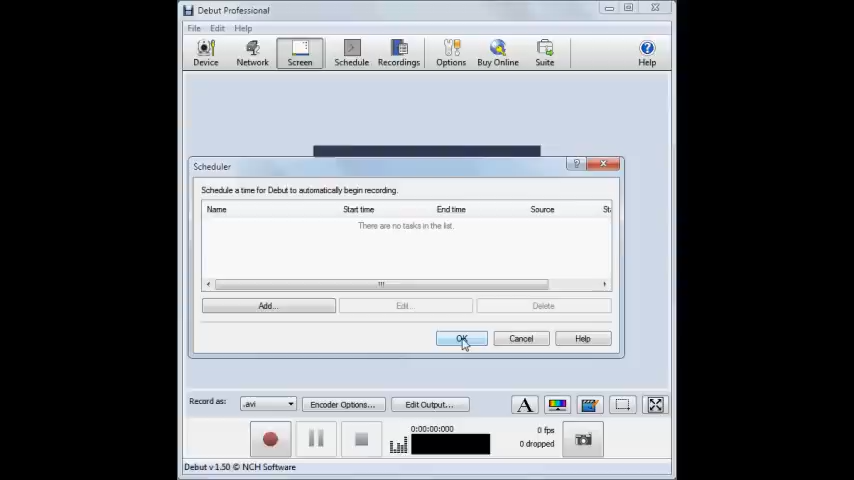 Debut Professional
File Edit Help
Device Network Screen Schedule Recordings Options Buy Online Suite Help
Scheduler
Schedule a time for Debut to automatically begin recording.
Name Start time End time Source
There are no tasks in the list.
Add... Edit... Delete
OK Cancel Help
Record as: .avi Encoder Options... Edit Output...
A
0:00:00:000 0 fps
0 dropped
Debut v 1.50 © NCH Software